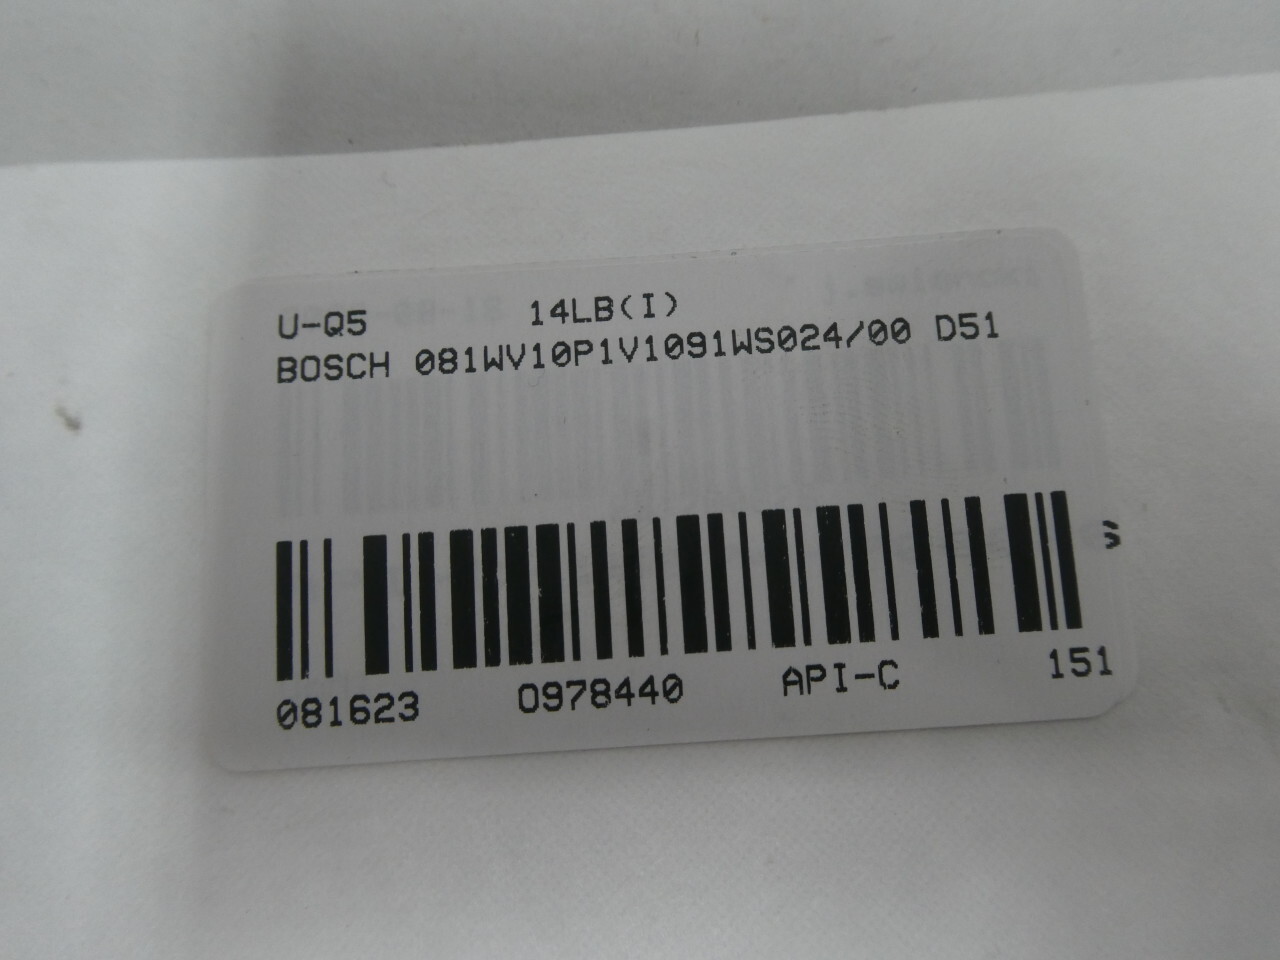 U-Q5 14LB(I)
BOSCH 081WV10P1V1091WS024/00 D51
S
081623 0978440 API-C 151